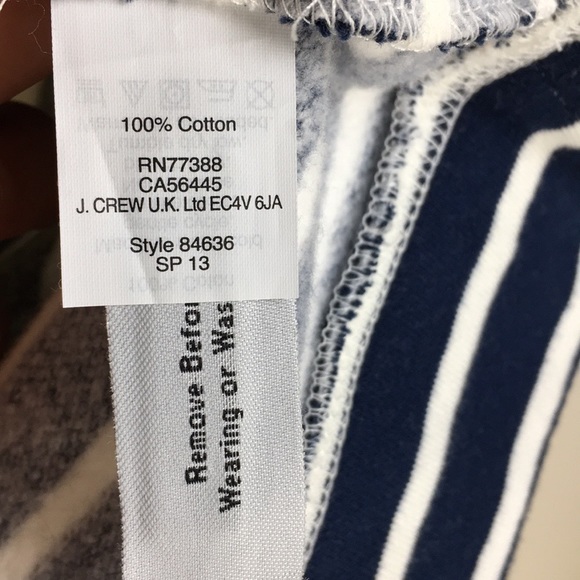 100% Cotton
RN77388
CA56445
J. CREW U.K. Ltd EC4V 6JA
Style 84636
SP 13
Remove Befor
Wearing or Was